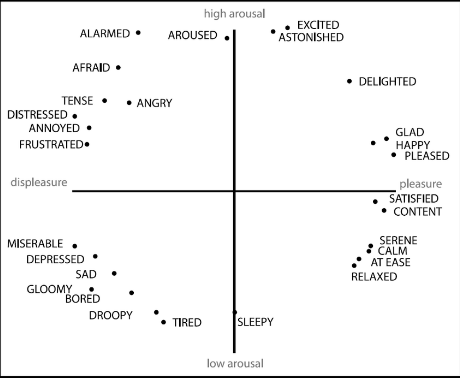 high arousal
EXCITED
ALARMED
AROUSED
ASTONISHED
AFRAID
DELIGHTED
TENSE
ANGRY
DISTRESSED
ANNOYED
GLAD
FRUSTRATED
HAPPY
PLEASED
displeasure
pleasure
SATISFIED
CONTENT
MISERABLE
SERENE
DEPRESSED
CALM
AT EASE
SAD
RELAXED
GLOOMY
BORED
DROOPY
TIRED
SLEEPY
low arousal